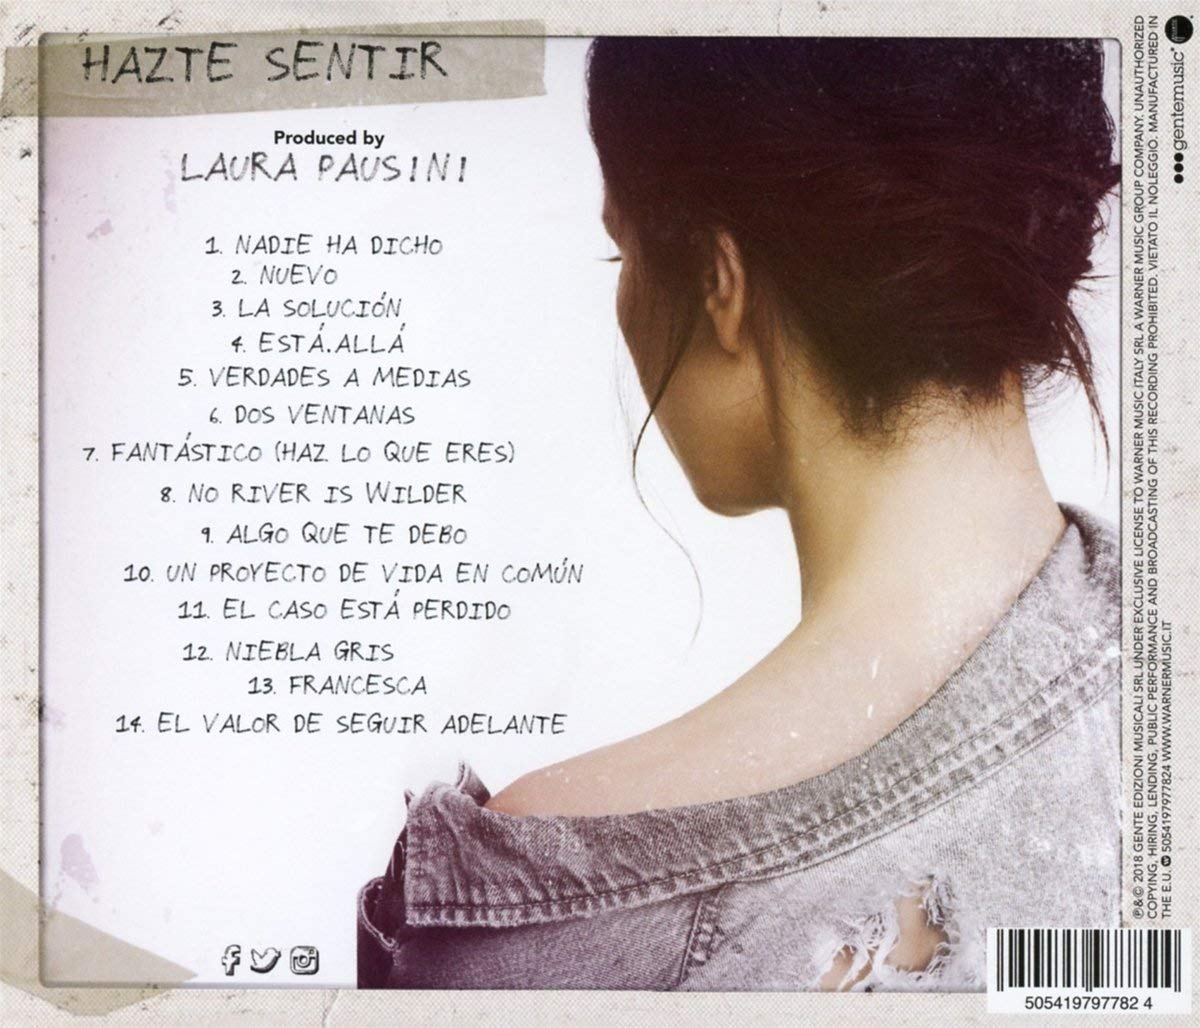 HAZTE SENTIR
Produced by
LAURA PAUSINI
1. NADIE HA DICHO
2. NUEVO
3. LA SOLUCIÓN
4. ESTÁ.ALLÁ
5. VERDADES A MEDIAS
6. DOS VENTANAS
7. FANTÁSTICO (HAZ LO QUE ERES)
8. NO RIVER IS WILDER
9. ALGO QUE TE DEBO
10. UN PROYECTO DE VIDA EN COMÚN
11. EL CASO ESTÁ PERDIDO
12. NIEBLA GRIS
13. FRANCESCA
14. EL VALOR DE SEGUIR ADELANTE
℗&© 2018 GENTE EDIZIONI MUSICALI SRL UNDER EXCLUSIVE LICENSE TO WARNER MUSIC ITALY SRL A WARNER MUSIC GROUP COMPANY. UNAUTHORIZED
COPYING, HIRING, LENDING, PUBLIC PERFORMANCE AND BROADCASTING OF THIS RECORDING PROHIBITED. VIETATO IL NOLEGGIO. MANUFACTURED IN
THE E.U. 5054197977824 WWW.WARNERMUSIC.IT
gentemusic
505419797782 4